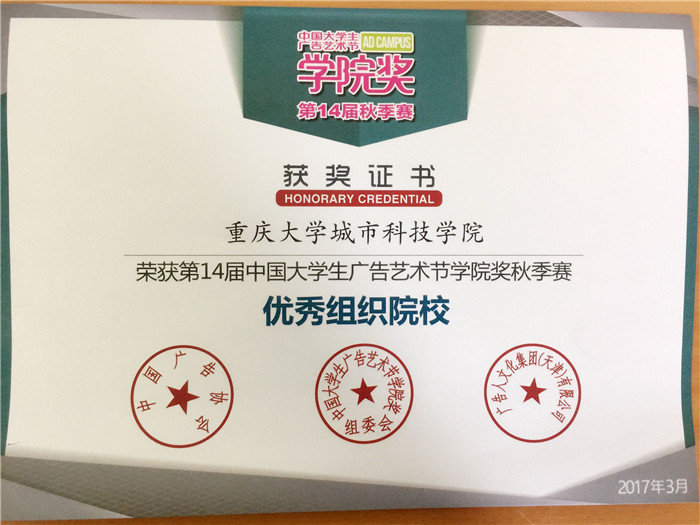 中国大学生
广告艺术节
AD CAMPUS
学院奖
第14届秋季赛
获奖证书
HONORARY CREDENTIAL
重庆大学城市科技学院
荣获第14届中国大学生广告艺术节学院奖秋季赛
优秀组织院校
中国广告协会
中国大学生广告艺术节学院奖
组委会
广告人文化集团(天津)有限公司
2017年3月